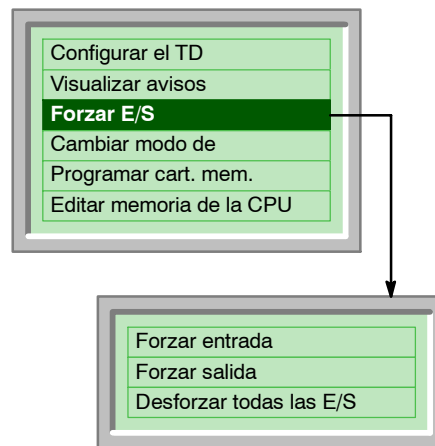 Configurar el TD
Visualizar avisos
Forzar E/S
Cambiar modo de
Programar cart. mem.
Editar memoria de la CPU
Forzar entrada
Forzar salida
Desforzar todas las E/S